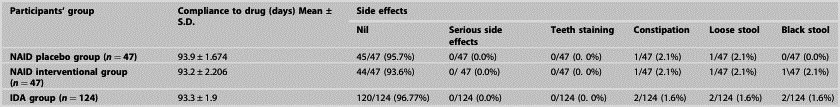 Participants' group Compliance to drug (days) Mean ± S.D. Side effects
Nil Serious side effects Teeth staining Constipation Loose stool Black stool
NAID placebo group (n = 47) 93.9 ± 1.674 45/47 (95.7%) 0/47 (0.0%) 0/47 (0. 0%) 1/47 (2.1%) 1/47 (2.1%) 0/47 (0.0%)
NAID interventional group (n = 47) 93.2 ± 2.206 44/47 (93.6%) 0/ 47 (0.0%) 0/47 (0. 0%) 1/47 (2.1%) 1/47 (2.1%) 1\47 (2.1%)
IDA group (n = 124) 93.3 ± 1.9 120/124 (96.77%) 0/124 (0.0%) 0/124 (0. 0%) 2/124 (1.6%) 2/124 (1.6%) 2/124 (1.6%)